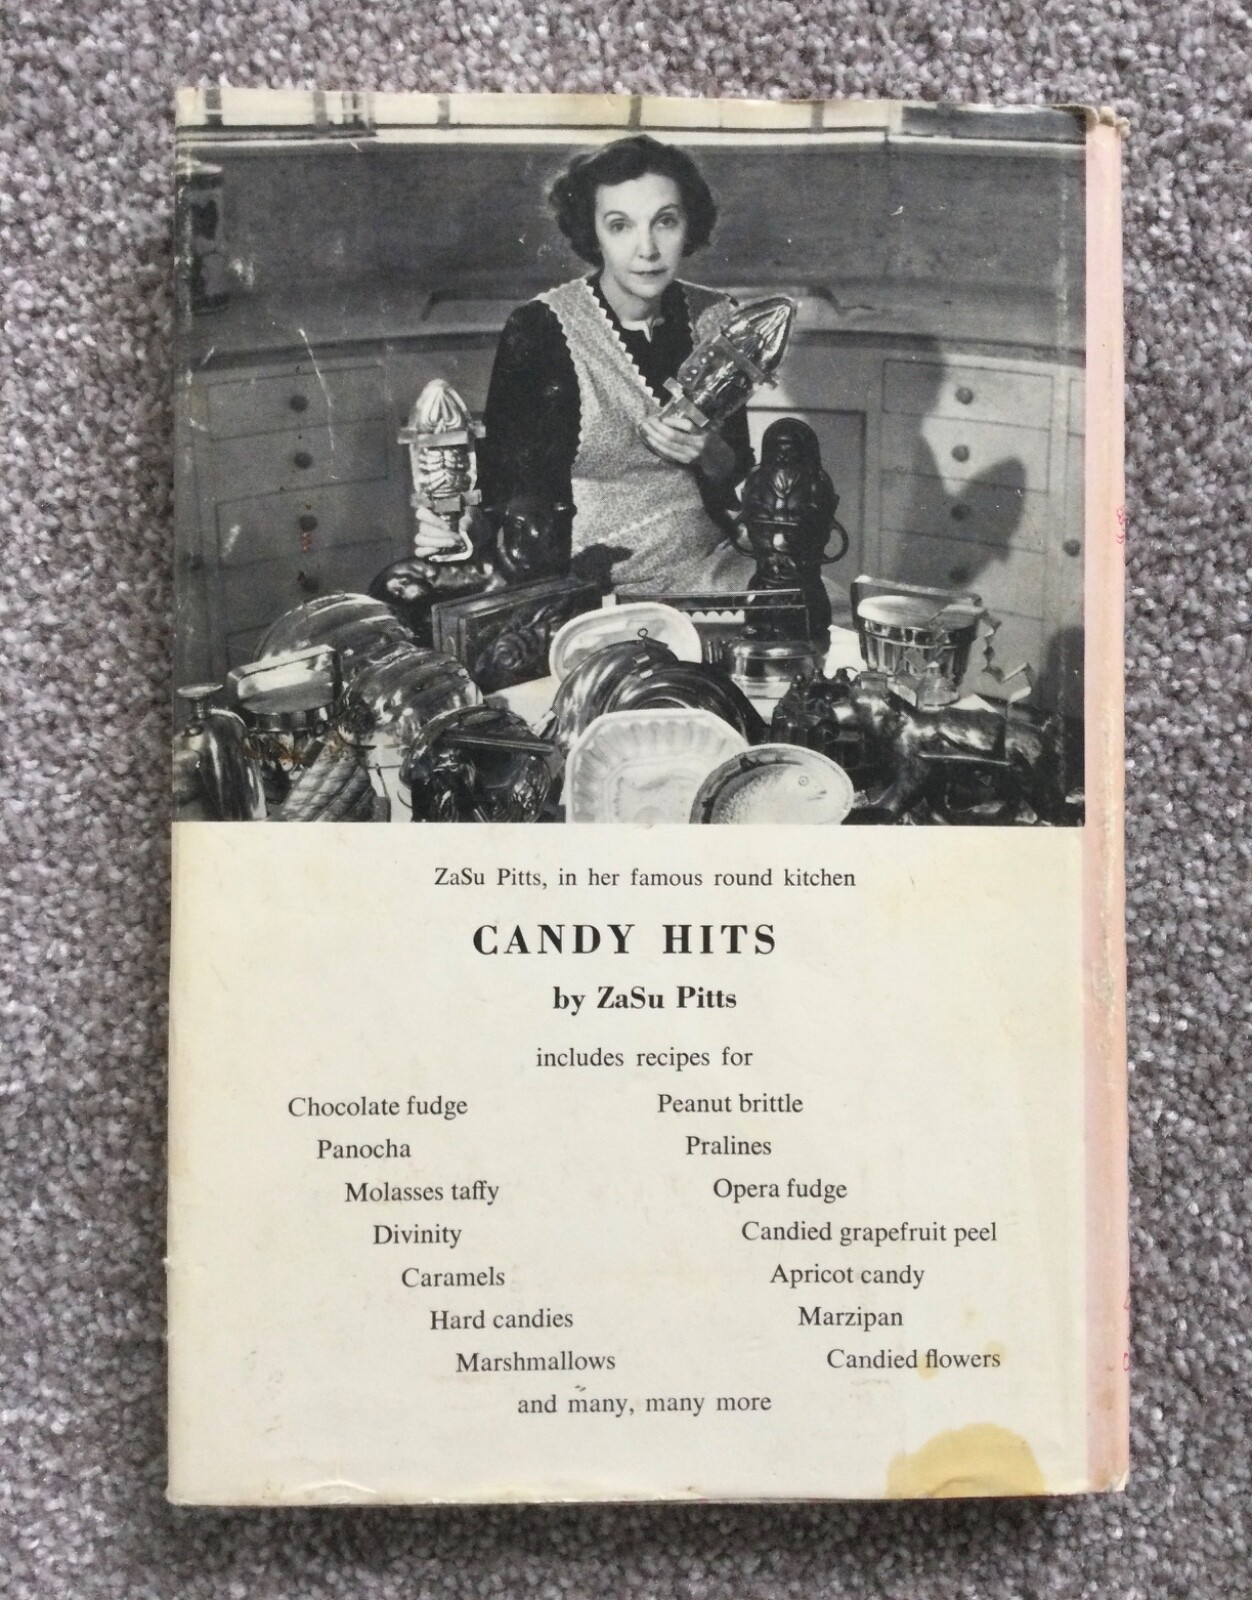 ZaSu Pitts, in her famous round kitchen
CANDY HITS
by ZaSu Pitts
includes recipes for
Chocolate fudge
Panocha
Molasses taffy
Divinity
Caramels
Hard candies
Marshmallows
Peanut brittle
Pralines
Opera fudge
Candied grapefruit peel
Apricot candy
Marzipan
Candied flowers
and many, many more